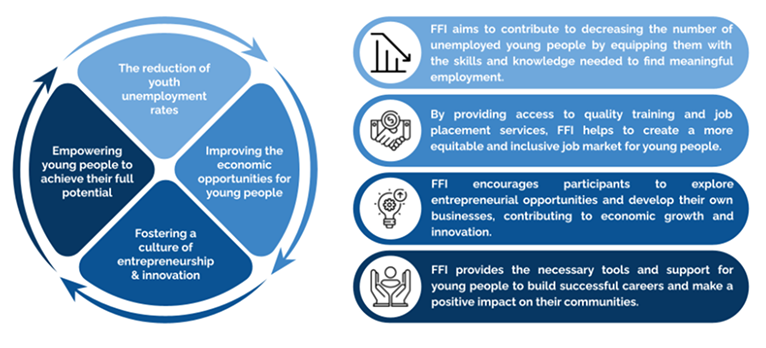 The reduction of
youth
unemployment
rates
Empowering
young people to
achieve their full
potential
Improving the
economic
opportunities for
young people
Fostering a
culture of
entrepreneurship
& innovation
FFI aims to contribute to decreasing the number of
unemployed young people by equipping them with
the skills and knowledge needed to find meaningful
employment.
By providing access to quality training and job
placement services, FFI helps to create a more
equitable and inclusive job market for young people.
FFI encourages participants to explore
entrepreneurial opportunities and develop their own
businesses, contributing to economic growth and
innovation.
FFI provides the necessary tools and support for
young people to build successful careers and make a
positive impact on their communities.